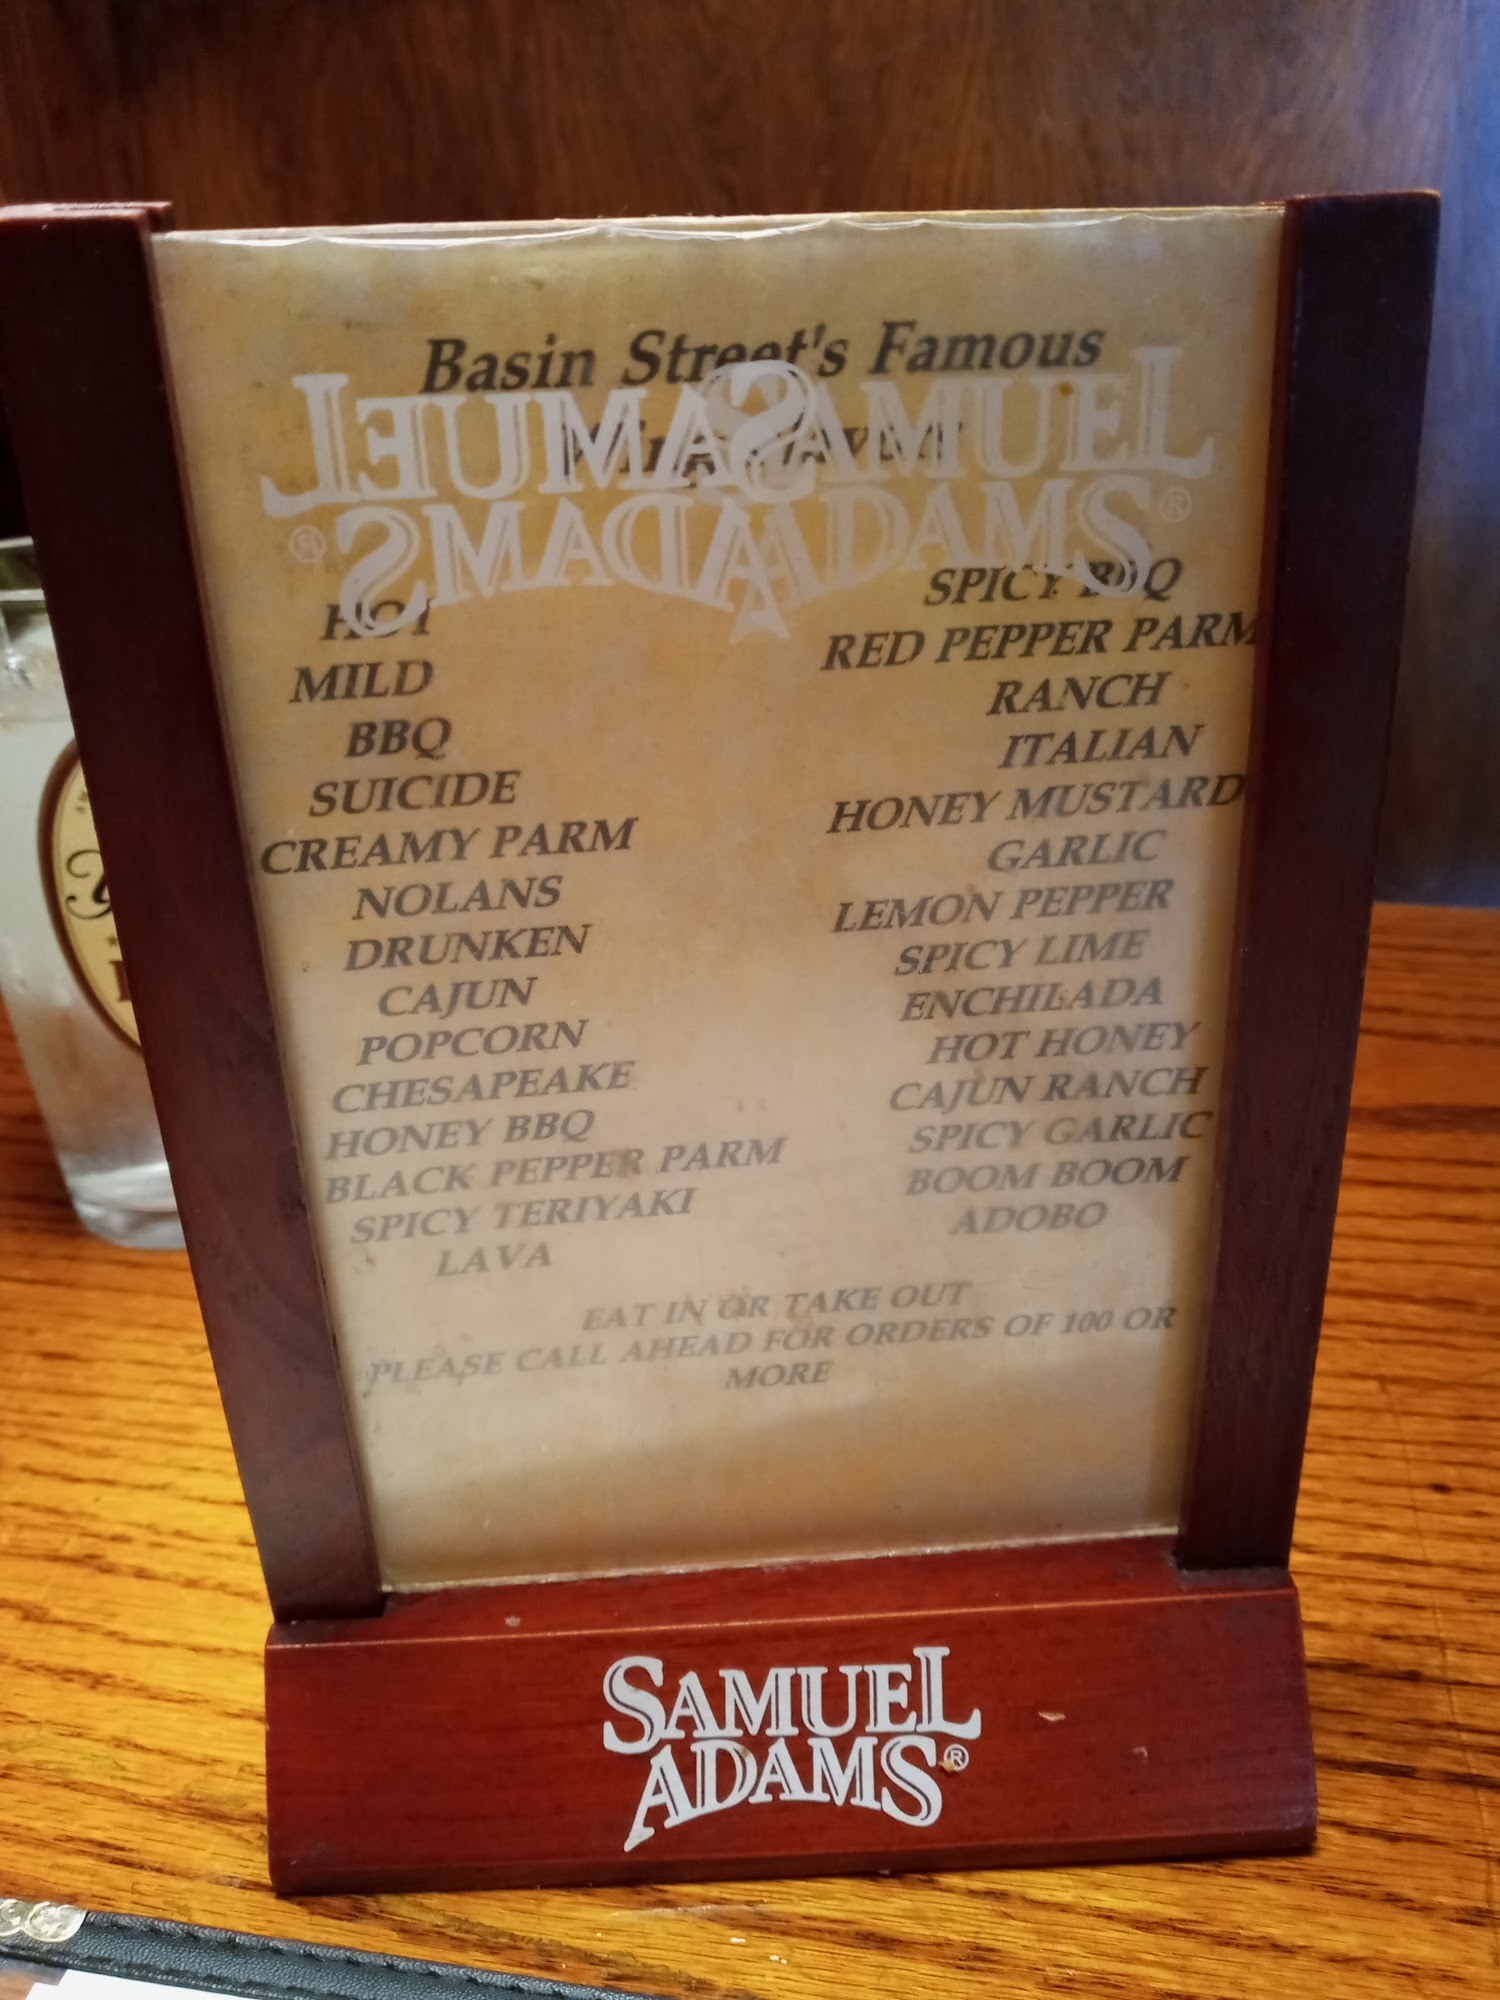 Basin Street's Famous
SAMUEL
ADAMS®
HOT
MILD
BBQ
SUICIDE
CREAMY PARM
NOLANS
DRUNKEN
CAJUN
POPCORN
CHESAPEAKE
HONEY BBQ
BLACK PEPPER PARM
SPICY TERIYAKI
LAVA
SPICY BBQ
RED PEPPER PARM
RANCH
ITALIAN
HONEY MUSTARD
GARLIC
LEMON PEPPER
SPICY LIME
ENCHILADA
HOT HONEY
CAJUN RANCH
SPICY GARLIC
BOOM BOOM
ADOBO
EAT IN OR TAKE OUT
PLEASE CALL AHEAD FOR ORDERS OF 100 OR
MORE
SAMUEL
ADAMS®